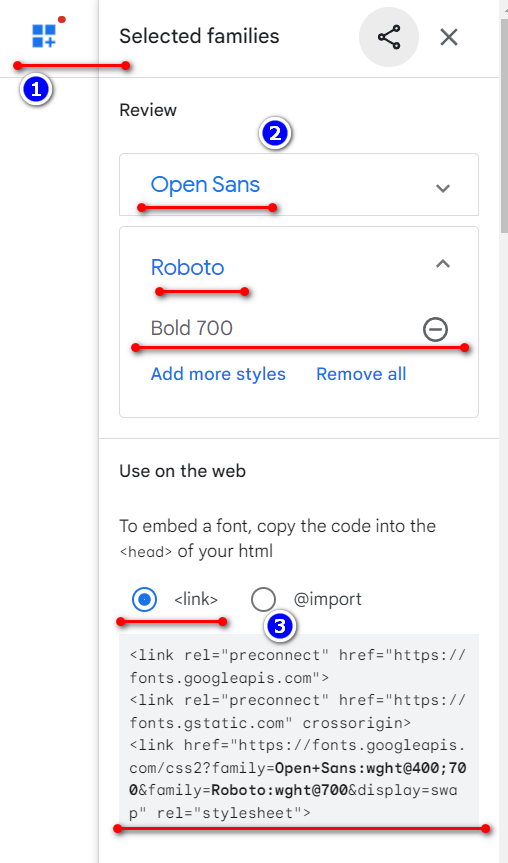 Selected families
1
Review
2
Open Sans
Roboto
Bold 700
Add more styles Remove all
Use on the web
To embed a font, copy the code into the
<head> of your html
<link> @import
3
<link rel="preconnect" href="https://
fonts.googleapis.com">
<link rel="preconnect" href="https://
fonts.gstatic.com" crossorigin>
<link href="https://fonts.googleapis.
com/css2?family=Open+Sans:wght@400;70
0&family=Roboto:wght@700&display=swa
p" rel="stylesheet">